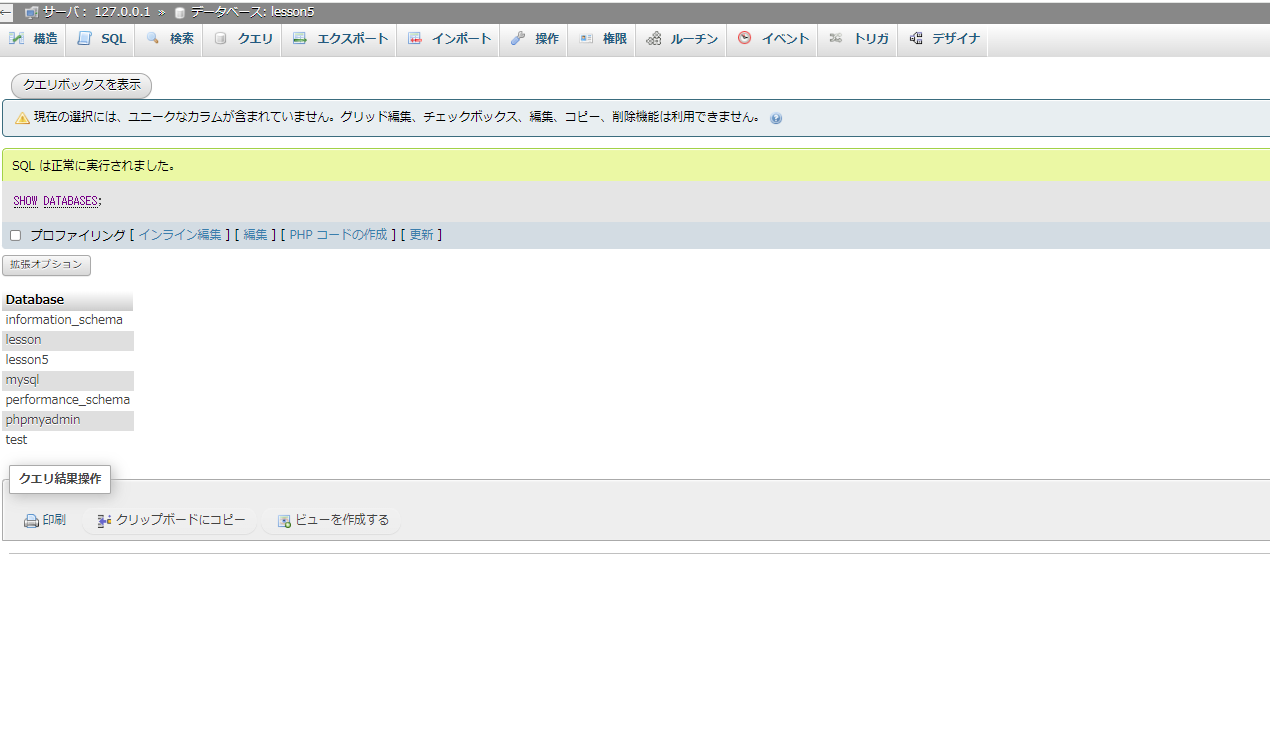 サーバ: 127.0.0.1 » データベース: lesson5
構造 SQL 検索 クエリ エクスポート インポート 操作 権限 ルーチン イベント トリガ デザイナ
クエリボックスを表示
現在の選択には、ユニークなカラムが含まれていません。グリッド編集、チェックボックス、編集、コピー、削除機能は利用できません。
SQL は正常に実行されました。
SHOW DATABASES;
プロファイリング [ インライン編集 ] [ 編集 ] [ PHP コードの作成 ] [ 更新 ]
拡張オプション
Database
information_schema
lesson
lesson5
mysql
performance_schema
phpmyadmin
test
クエリ結果操作
印刷 クリップボードにコピー ビューを作成する